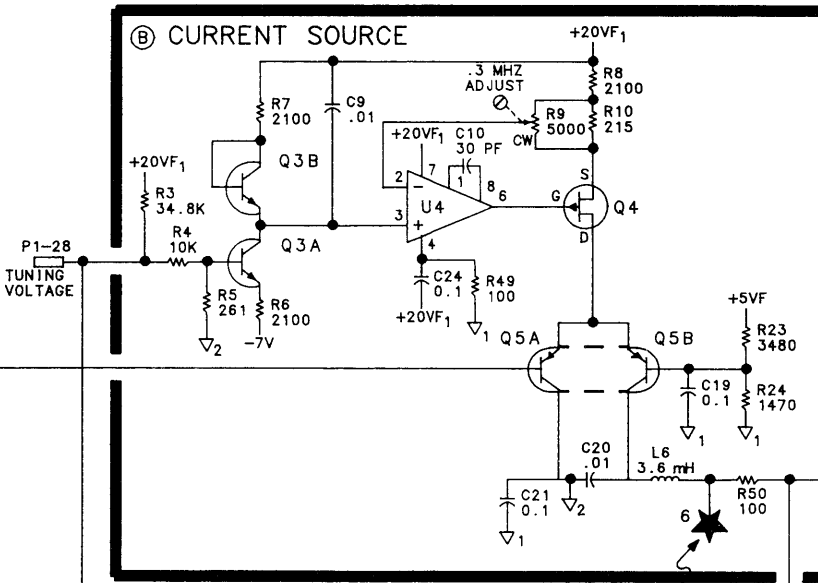 Ⓑ CURRENT SOURCE
+20VF1
.3 MHZ
ADJUST
R8
2100
R7
2100
C9
.01
R9
5000
R10
215
CW
+20VF1
C10
30 PF
Q3B
+20VF1
R3
34.8K
2
7
1
8
6
U4
3
4
S
G
Q4
D
Q3A
R4
10K
P1-28
TUNING
VOLTAGE
R5
261
R6
2100
2
-7V
C24
0.1
R49
100
+20VF1
1
Q5A
Q5B
+5VF
R23
3480
C19
0.1
R24
1470
1
1
C20
.01
L6
3.6 mH
C21
0.1
2
R50
100
6
1